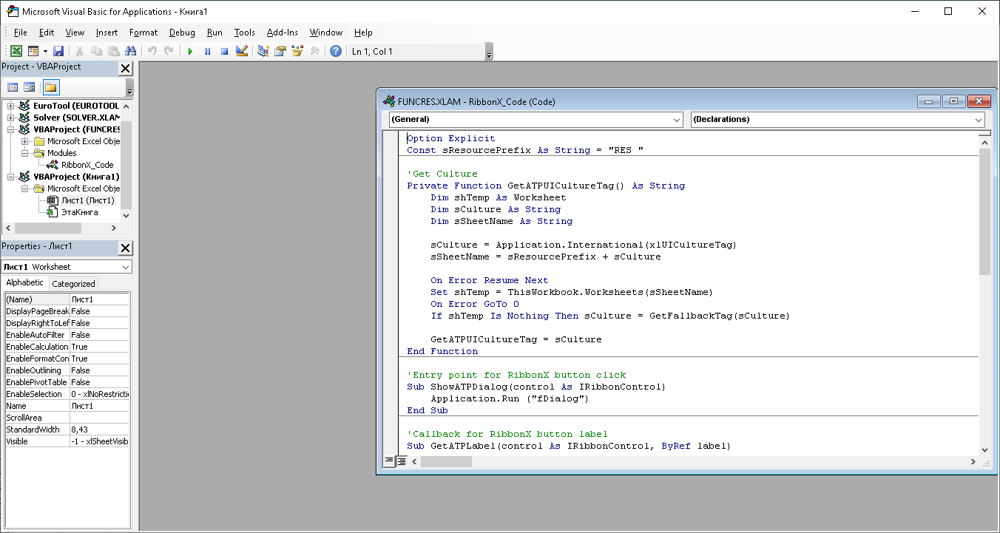 Microsoft Visual Basic for Applications - Книга1
File Edit View Insert Format Debug Run Tools Add-Ins Window Help
Ln 1, Col 1
Project - VBAProject
EuroTool (EUROTOOL
Solver (SOLVER.XLAM
VBAProject (FUNCRES
Microsoft Excel Obje
Modules
RibbonX_Code
VBAProject (Книга1)
Microsoft Excel Obje
Лист1 (Лист1)
ЭтаКнига
Properties - Лист1
Лист1 Worksheet
Alphabetic Categorized
(Name) Лист1
DisplayPageBreak False
DisplayRightToLef False
EnableAutoFilter False
EnableCalculation True
EnableFormatCon True
EnableOutlining False
EnablePivotTable False
EnableSelection 0 - xlNoRestrictio
Name Лист1
ScrollArea
StandardWidth 8,43
Visible -1 - xlSheetVisib
FUNCRES.XLAM - RibbonX_Code (Code)
(General) (Declarations)
Option Explicit
Const sResourcePrefix As String = "RES_"
'Get Culture
Private Function GetATPUICultureTag() As String
Dim shTemp As Worksheet
Dim sCulture As String
Dim sSheetName As String
sCulture = Application.International(xlUICultureTag)
sSheetName = sResourcePrefix + sCulture
On Error Resume Next
Set shTemp = ThisWorkbook.Worksheets(sSheetName)
On Error GoTo 0
If shTemp Is Nothing Then sCulture = GetFallbackTag(sCulture)
GetATPUICultureTag = sCulture
End Function
'Entry point for RibbonX button click
Sub ShowATPDialog(control As IRibbonControl)
Application.Run ("fDialog")
End Sub
'Callback for RibbonX button label
Sub GetATPLabel(control As IRibbonControl, ByRef label)